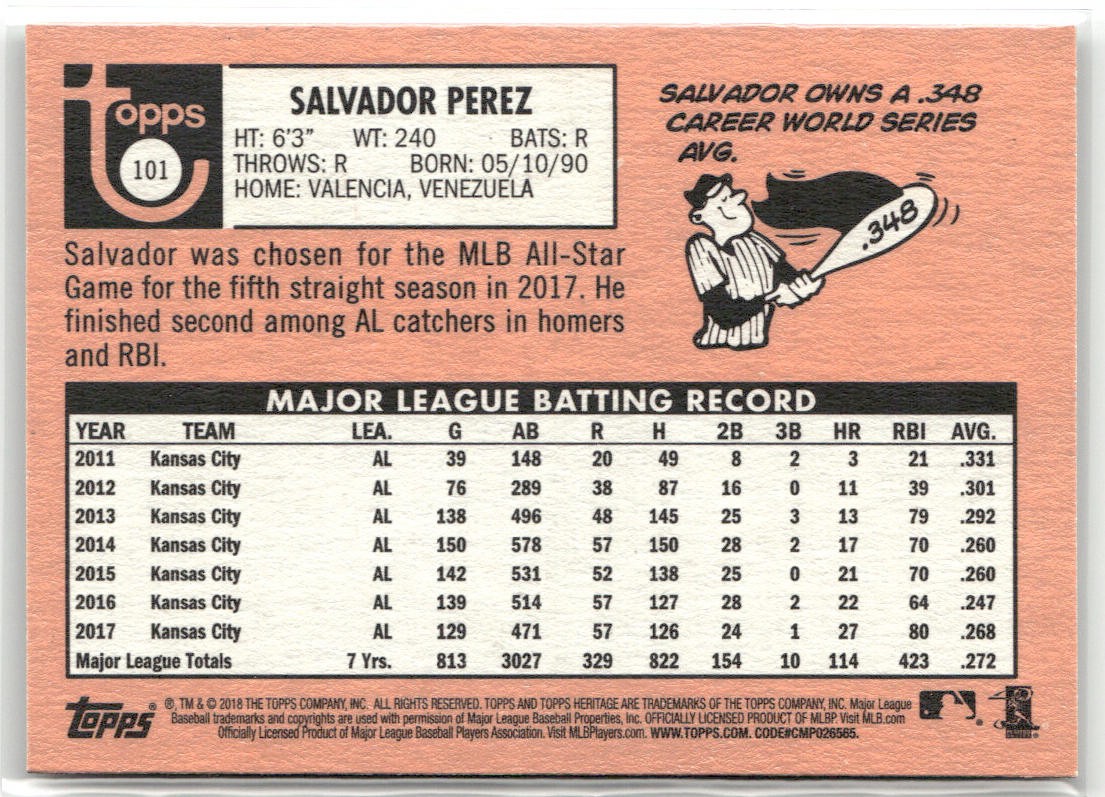 topps
101
SALVADOR PEREZ
HT: 6'3" WT: 240 BATS: R
THROWS: R BORN: 05/10/90
HOME: VALENCIA, VENEZUELA
SALVADOR OWNS A .348
CAREER WORLD SERIES
AVG.
.348
Salvador was chosen for the MLB All-Star
Game for the fifth straight season in 2017. He
finished second among AL catchers in homers
and RBI.
MAJOR LEAGUE BATTING RECORD
YEAR TEAM LEA. G AB R H 2B 3B HR RBI AVG.
2011 Kansas City AL 39 148 20 49 8 2 3 21 .331
2012 Kansas City AL 76 289 38 87 16 0 11 39 .301
2013 Kansas City AL 138 496 48 145 25 3 13 79 .292
2014 Kansas City AL 150 578 57 150 28 2 17 70 .260
2015 Kansas City AL 142 531 52 138 25 0 21 70 .260
2016 Kansas City AL 139 514 57 127 28 2 22 64 .247
2017 Kansas City AL 129 471 57 126 24 1 27 80 .268
Major League Totals 7 Yrs. 813 3027 329 822 154 10 114 423 .272
topps®
®, TM & © 2018 THE TOPPS COMPANY, INC. ALL RIGHTS RESERVED. TOPPS AND TOPPS HERITAGE ARE TRADEMARKS OF THE TOPPS COMPANY, INC. Major League
Baseball trademarks and copyrights are used with permission of Major League Baseball Properties, Inc. OFFICIALLY LICENSED PRODUCT OF MLBP. Visit MLB.com
Officially Licensed Product of Major League Baseball Players Association. Visit MLBPlayers.com. WWW.TOPPS.COM. CODE#CMP026565.